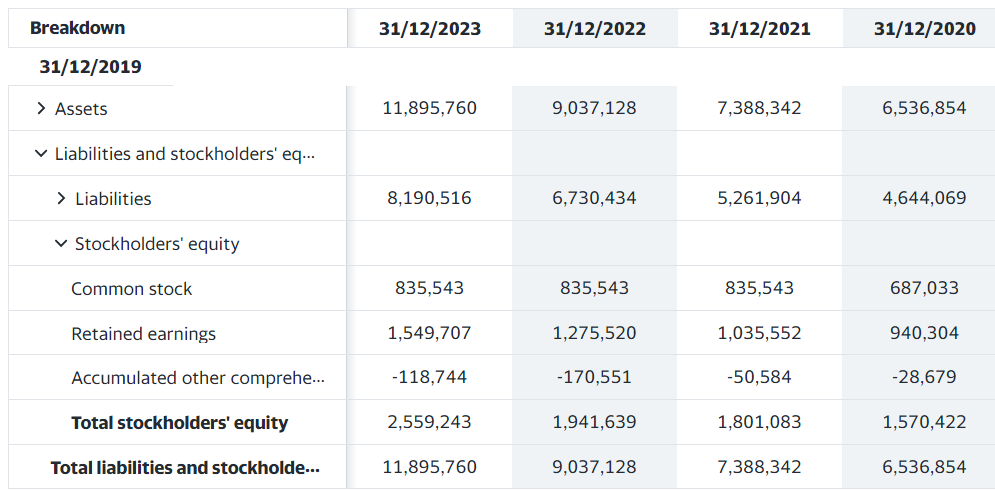 Breakdown 31/12/2023 31/12/2022 31/12/2021 31/12/2020
31/12/2019
Assets 11,895,760 9,037,128 7,388,342 6,536,854
Liabilities and stockholders' eq...
Liabilities 8,190,516 6,730,434 5,261,904 4,644,069
Stockholders' equity
Common stock 835,543 835,543 835,543 687,033
Retained earnings 1,549,707 1,275,520 1,035,552 940,304
Accumulated other comprehe... -118,744 -170,551 -50,584 -28,679
Total stockholders' equity 2,559,243 1,941,639 1,801,083 1,570,422
Total liabilities and stockholde... 11,895,760 9,037,128 7,388,342 6,536,854